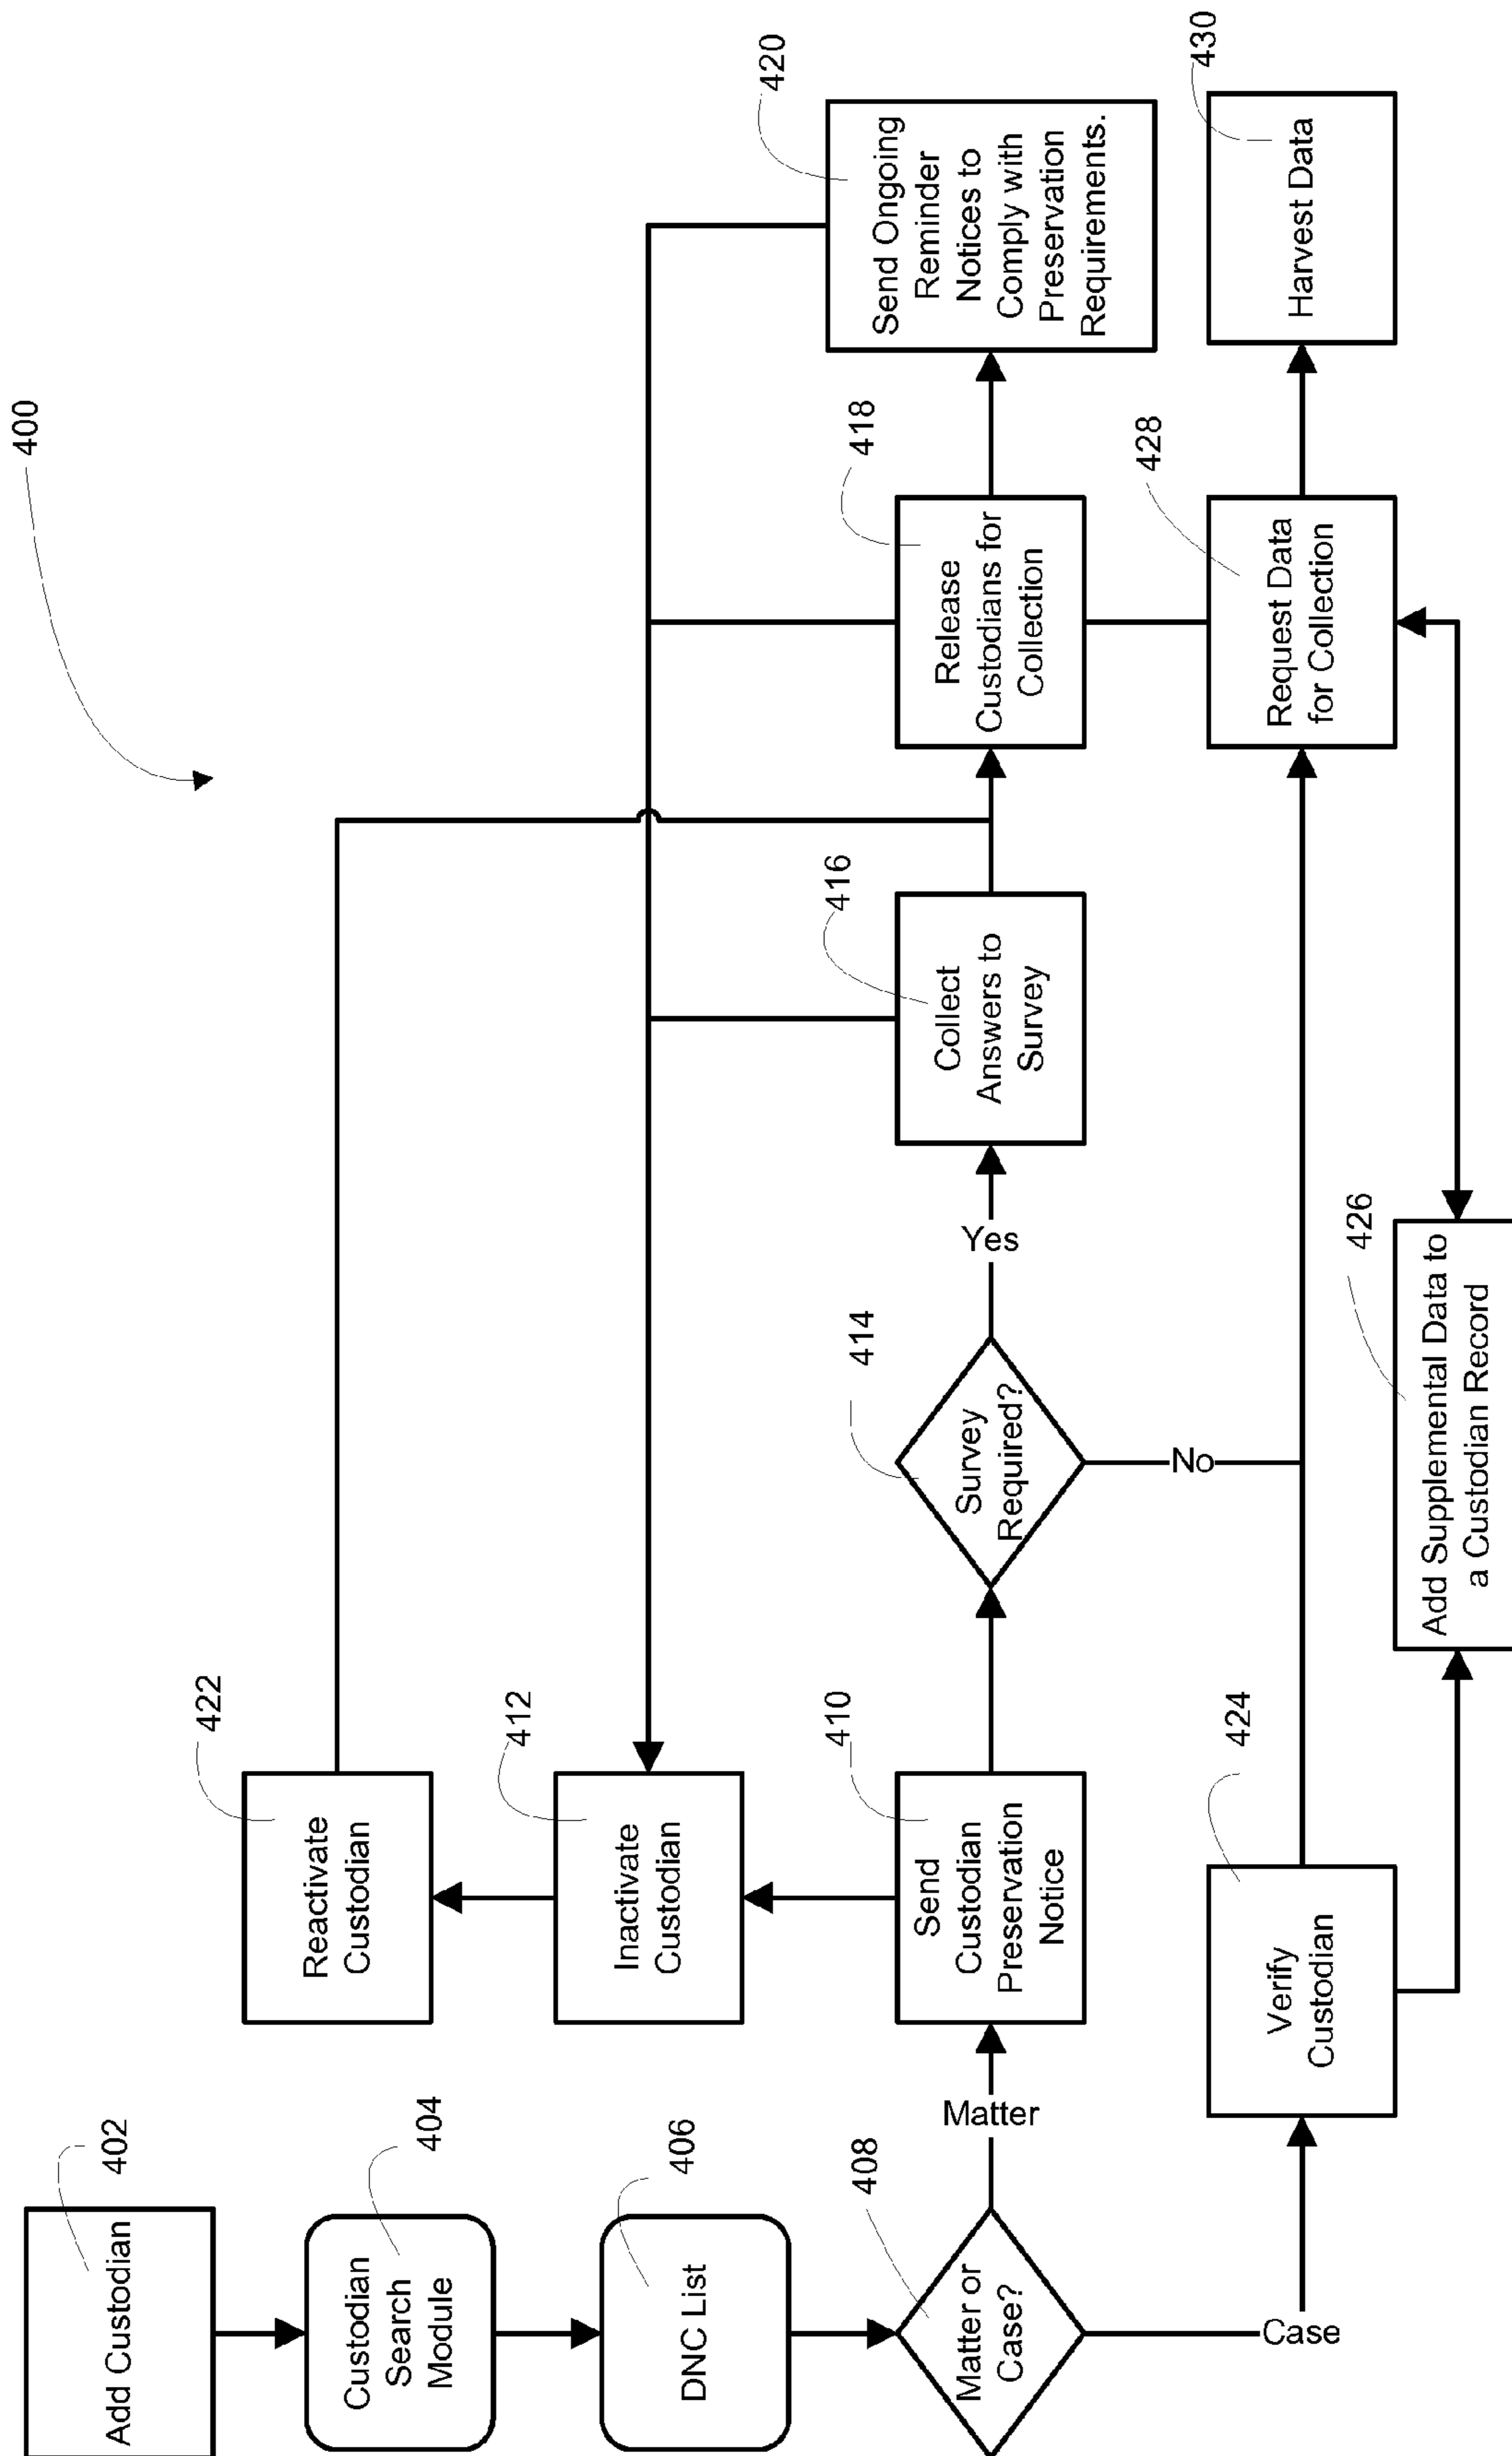 400
402
Add Custodian
404
Custodian
Search
Module
406
DNC List
408
Matter or
Case?
Matter
Case
422
Reactivate
Custodian
412
Inactivate
Custodian
410
Send
Custodian
Preservation
Notice
414
Survey
Required?
Yes
No
416
Collect
Answers to
Survey
418
Release
Custodians for
Collection
420
Send Ongoing
Reminder
Notices to
Comply with
Preservation
Requirements.
424
Verify
Custodian
426
Add Supplemental Data to
a Custodian Record
428
Request Data
for Collection
430
Harvest Data